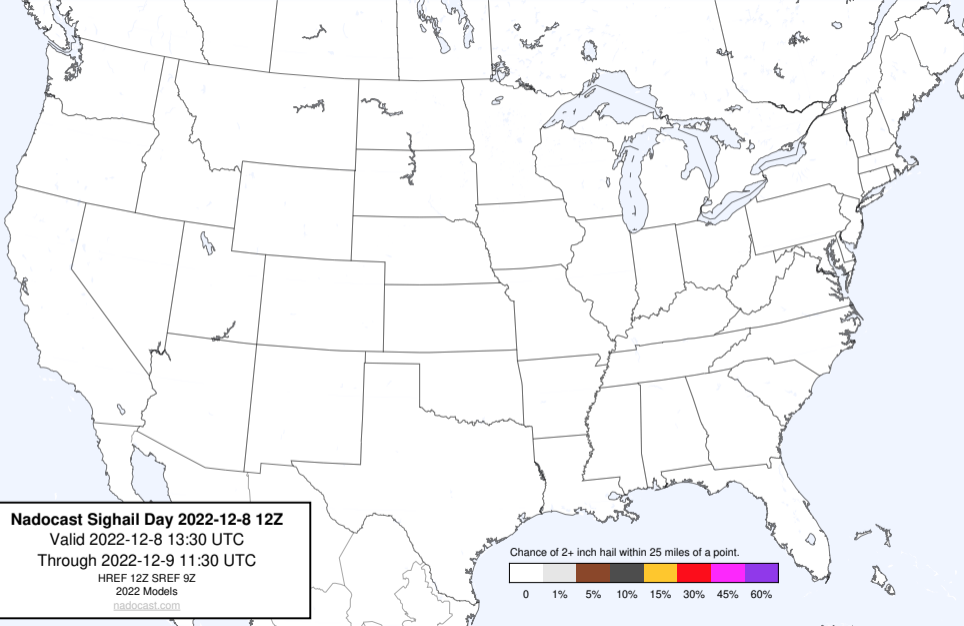 Nadocast Sighail Day 2022-12-8 12Z
Valid 2022-12-8 13:30 UTC
Through 2022-12-9 11:30 UTC
HREF 12Z SREF 9Z
2022 Models
nadocast.com
Chance of 2+ inch hail within 25 miles of a point.
0 1% 5% 10% 15% 30% 45% 60%